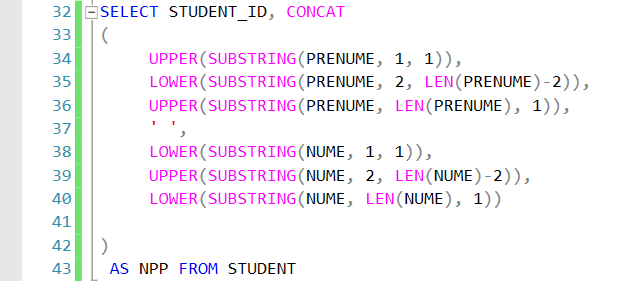 32 SELECT STUDENT_ID, CONCAT
33 (
34 UPPER(SUBSTRING(PRENUME, 1, 1)),
35 LOWER(SUBSTRING(PRENUME, 2, LEN(PRENUME)-2)),
36 UPPER(SUBSTRING(PRENUME, LEN(PRENUME), 1)),
37 ' ',
38 LOWER(SUBSTRING(NUME, 1, 1)),
39 UPPER(SUBSTRING(NUME, 2, LEN(NUME)-2)),
40 LOWER(SUBSTRING(NUME, LEN(NUME), 1))
41
42 )
43 AS NPP FROM STUDENT